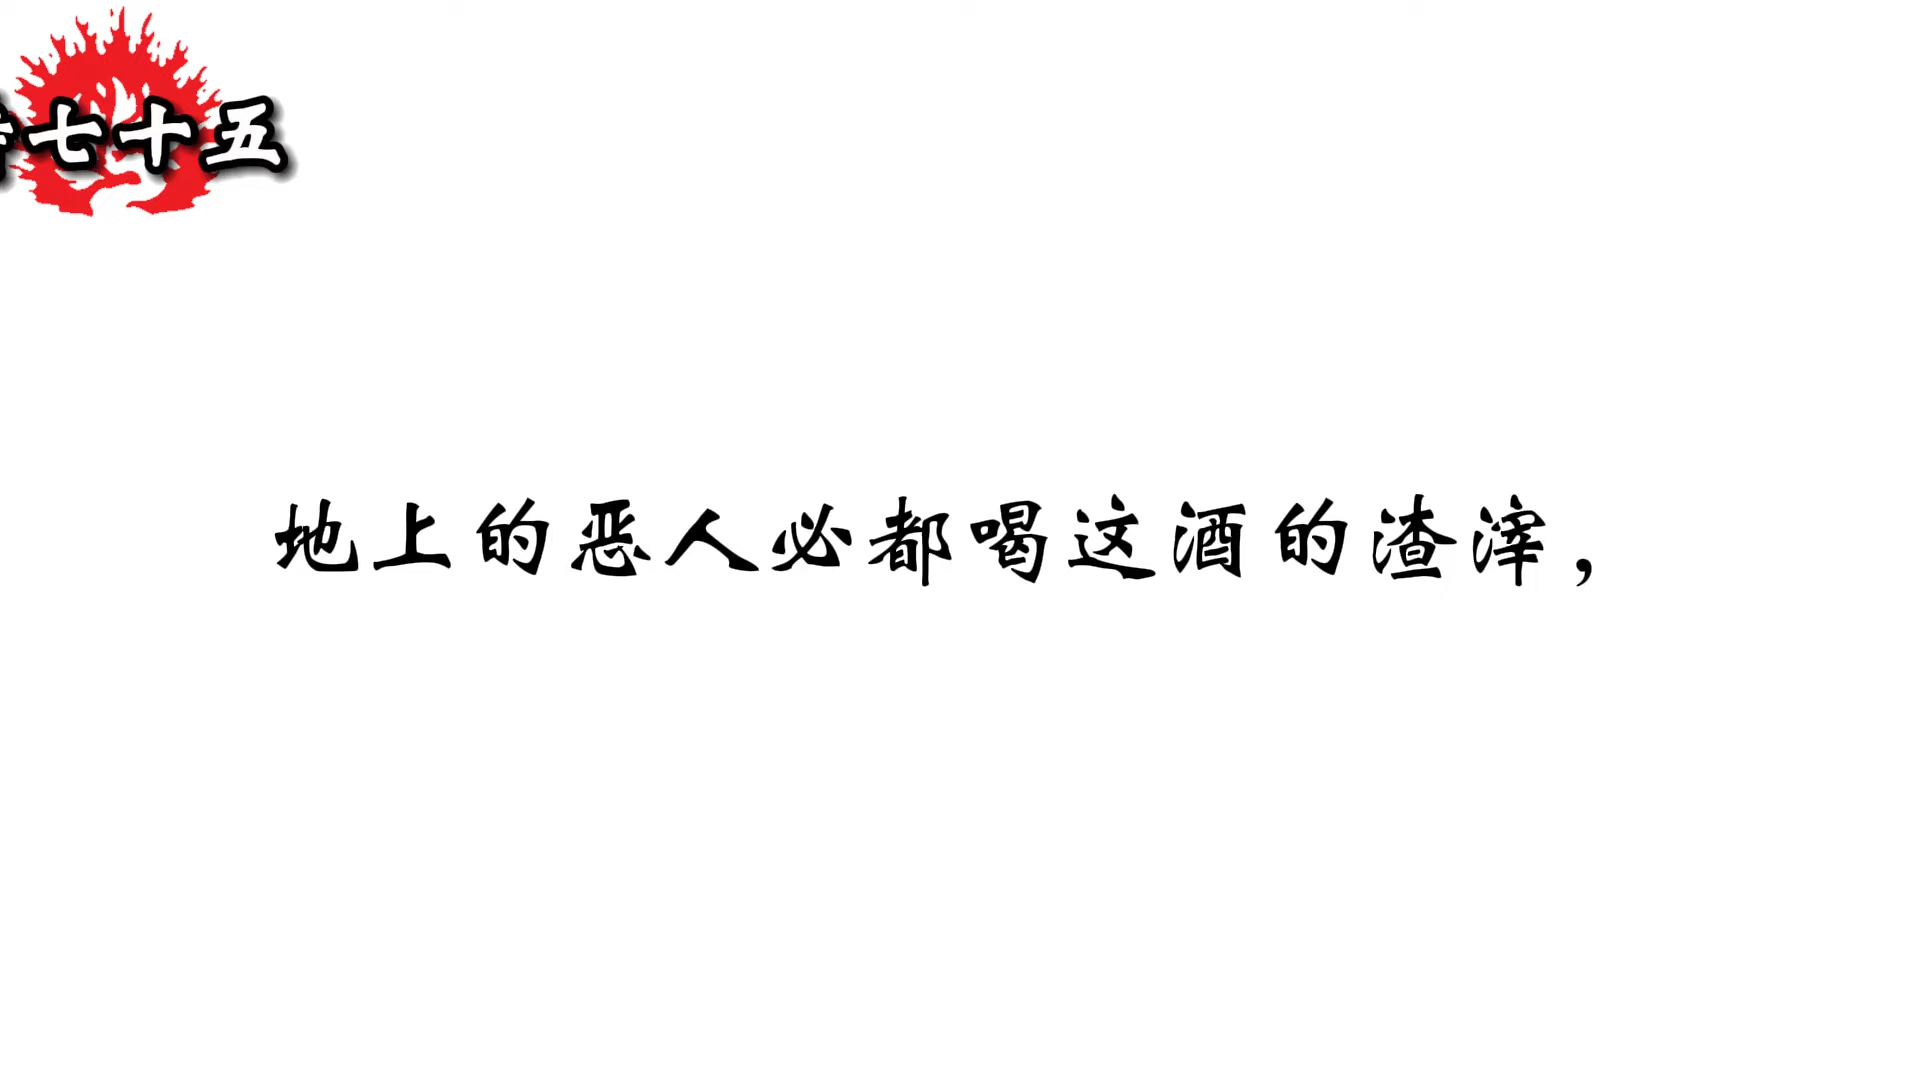 七十五
地上的恶人必都喝这酒的渣滓，